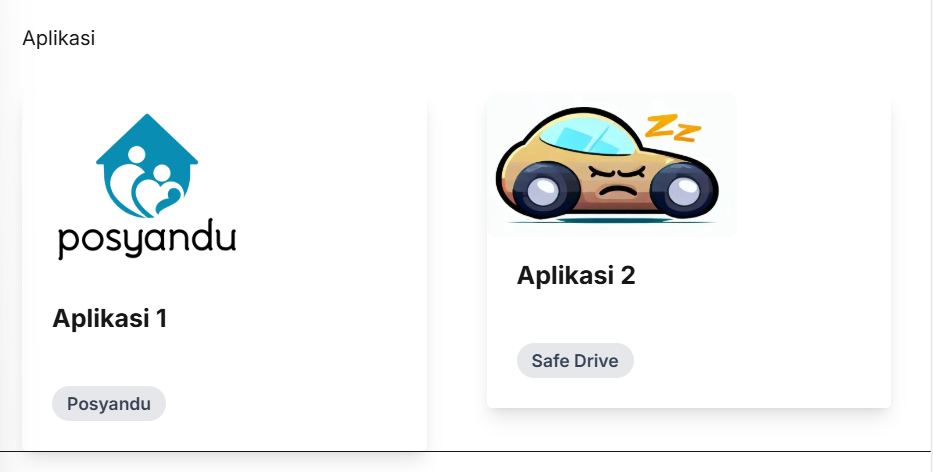 Aplikasi
posyandu
Aplikasi 1
Posyandu
ZZ
Aplikasi 2
Safe Drive